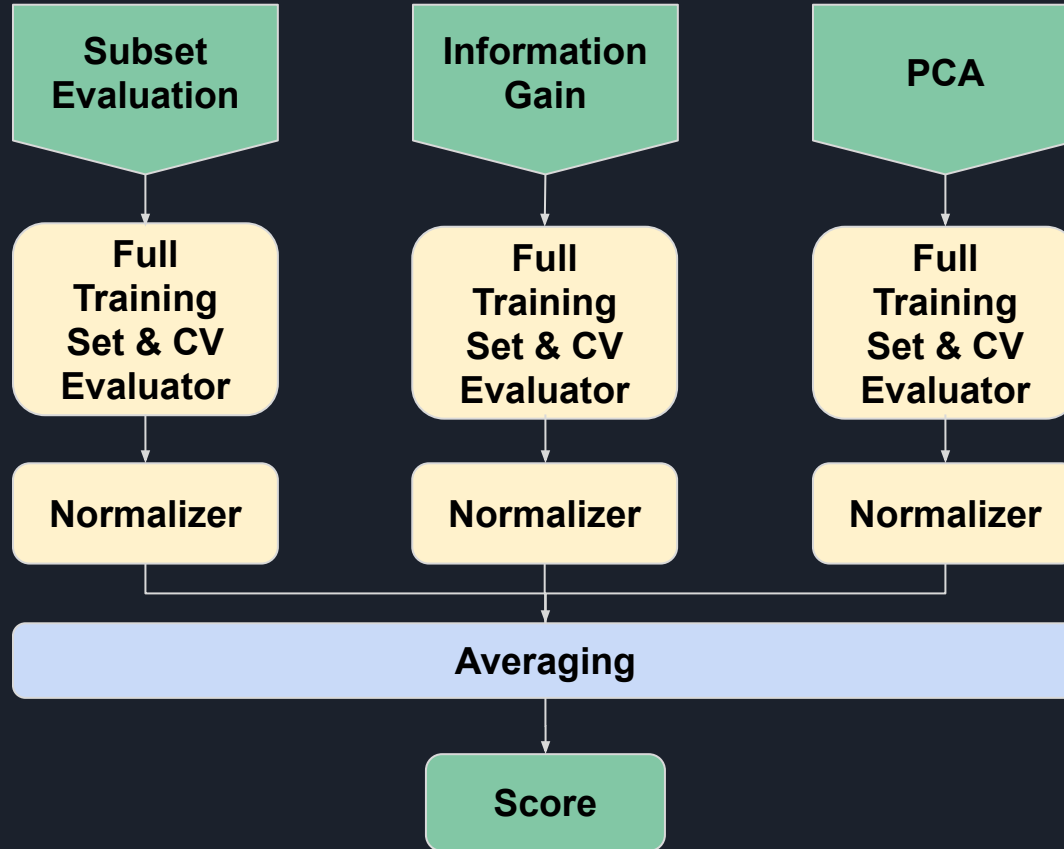 Subset
Evaluation
Information
Gain
PCA
Full
Training
Set & CV
Evaluator
Full
Training
Set & CV
Evaluator
Full
Training
Set & CV
Evaluator
Normalizer
Normalizer
Normalizer
Averaging
Score